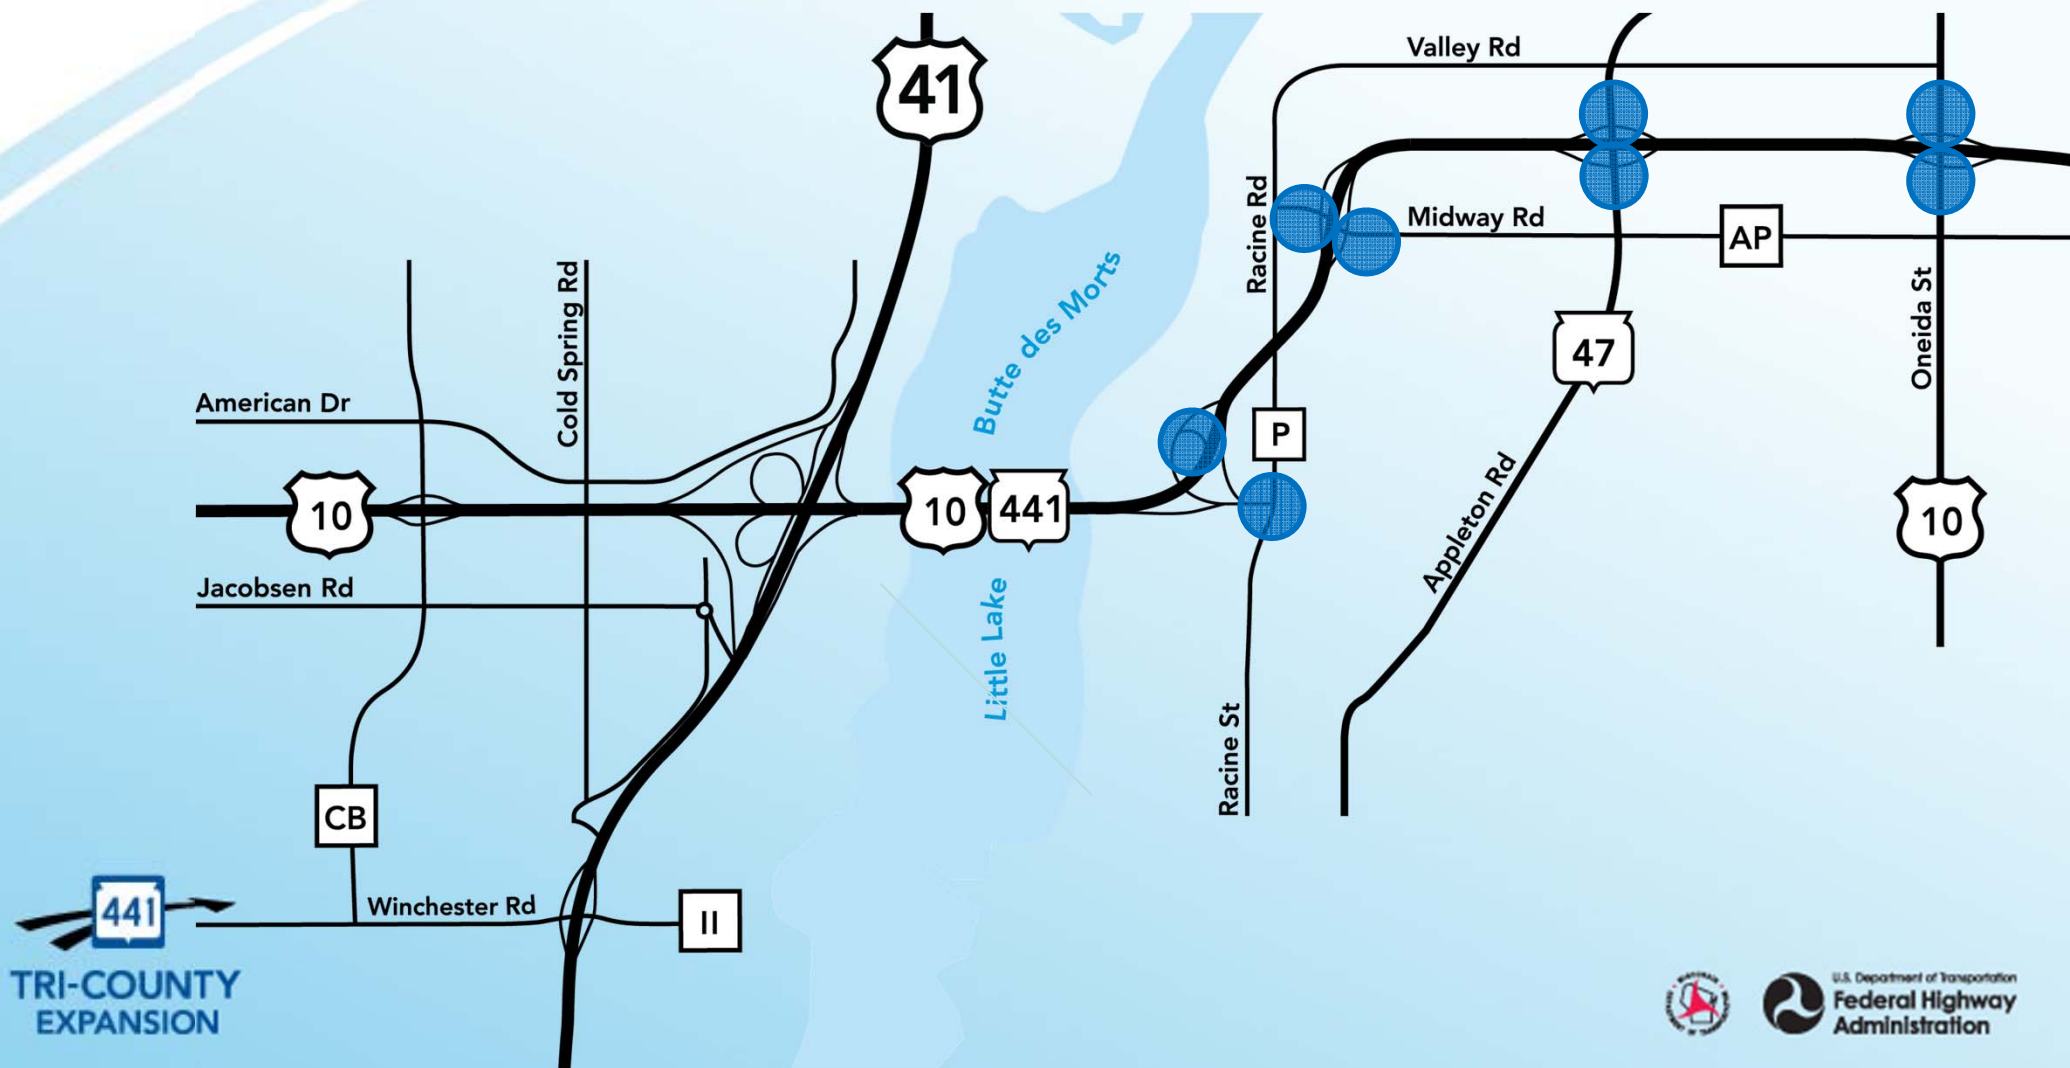 41
Valley Rd
Racine Rd
Midway Rd
AP
Butte des Morts
Cold Spring Rd
Oneida St
47
American Dr
P
10
10
441
Appleton Rd
10
Jacobsen Rd
Little Lake
Racine St
CB
Winchester Rd
II
441
TRI-COUNTY
EXPANSION
U.S. Department of Transportation
Federal Highway
Administration